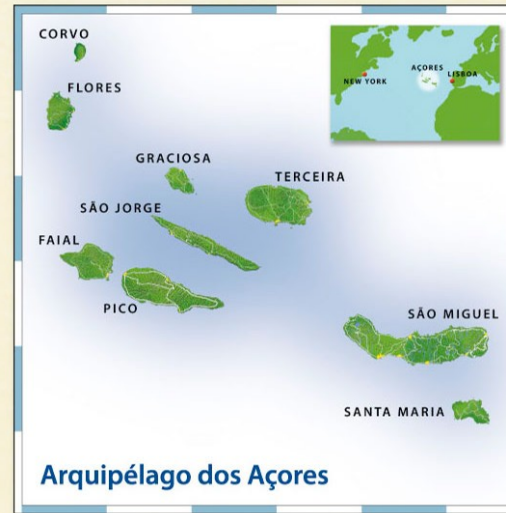 CORVO
FLORES
AÇORES
NEW YORK
LISBOA
GRACIOSA
TERCEIRA
SÃO JORGE
FAIAL
PICO
SÃO MIGUEL
SANTA MARIA
Arquipélago dos Açores